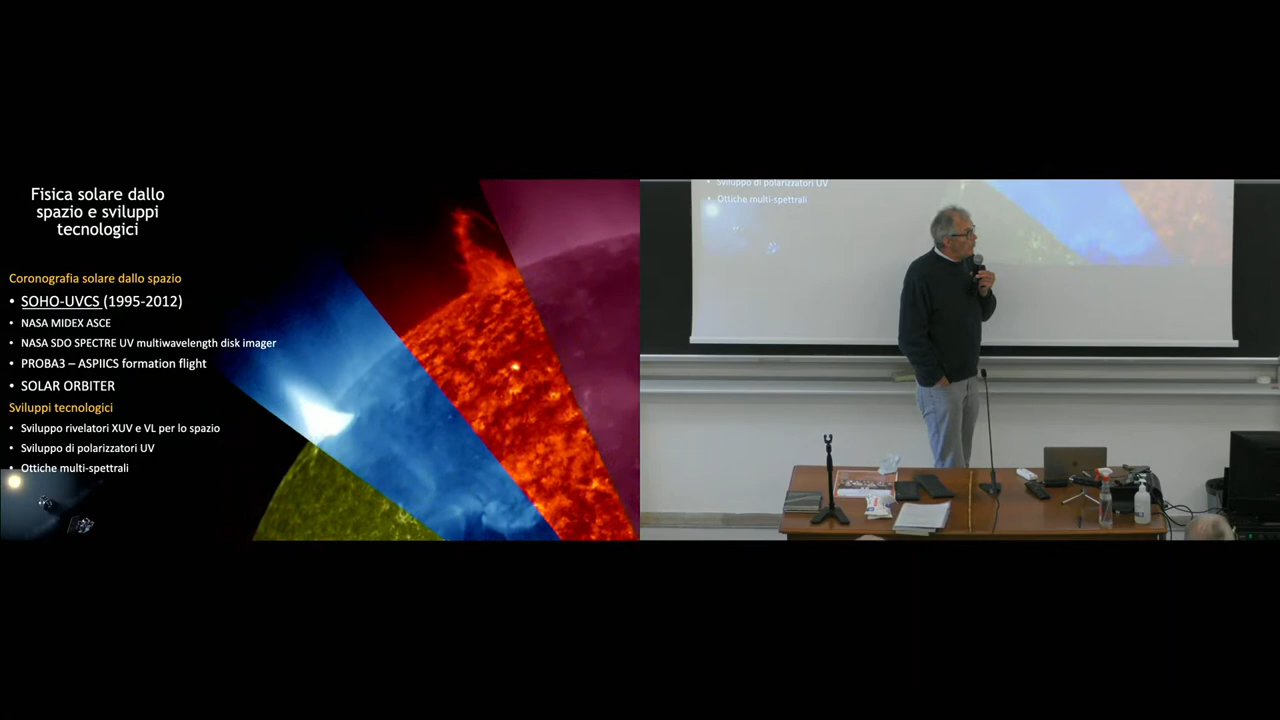 Fisica solare dallo
spazio e sviluppi
tecnologici
Coronografia solare dallo spazio
• SOHO-UVCS (1995-2012)
• NASA MIDEX ASCE
• NASA SDO SPECTRE UV multiwavelength disk imager
• PROBA3 – ASPIICS formation flight
• SOLAR ORBITER
Sviluppi tecnologici
• Sviluppo rivelatori XUV e VL per lo spazio
• Sviluppo di polarizzatori UV
• Ottiche multi-spettrali
• Sviluppo di polarizzatori UV
• Ottiche multi-spettrali